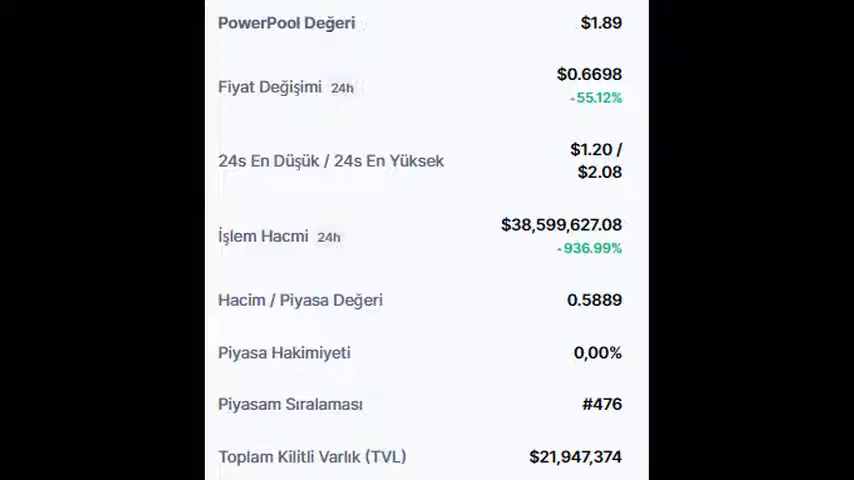 PowerPool Değeri $1.89
Fiyat Değişimi 24h $0.6698
-55.12%
24s En Düşük / 24s En Yüksek $1.20 /
$2.08
İşlem Hacmi 24h $38,599,627.08
-936.99%
Hacim / Piyasa Değeri 0.5889
Piyasa Hakimiyeti 0,00%
Piyasam Sıralaması #476
Toplam Kilitli Varlık (TVL) $21,947,374